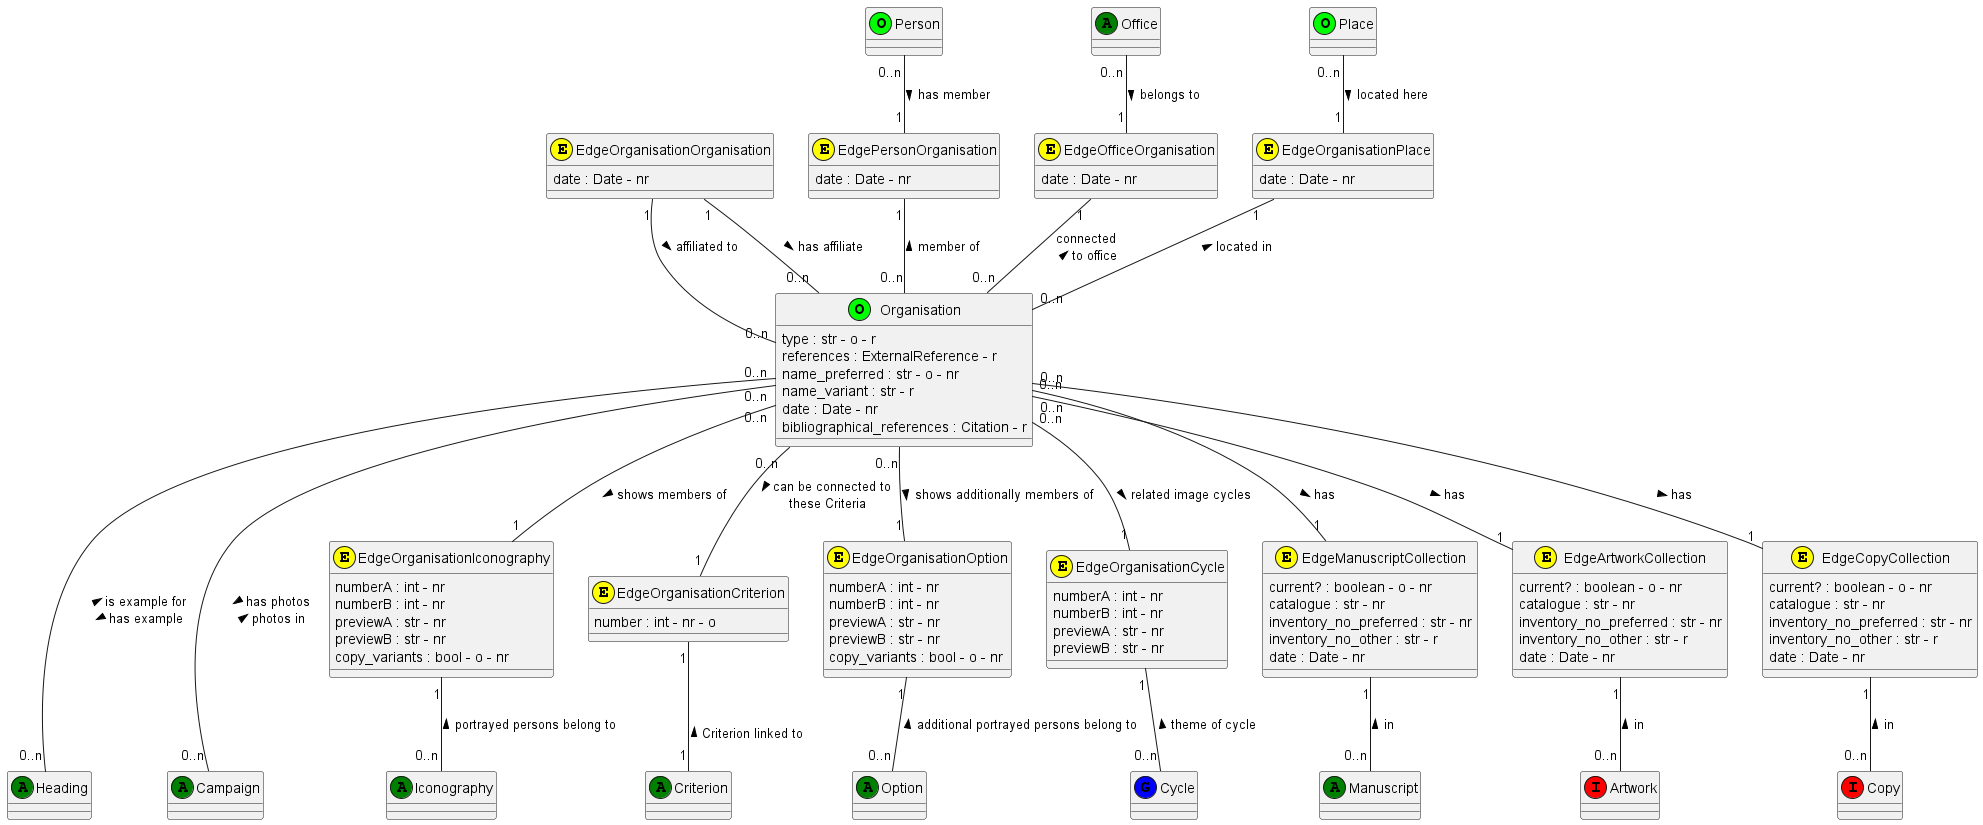 O Person
A Office
O Place
0..n
0..n
0..n
has member
belongs to
located here
1
1
1
E EdgeOrganisationOrganisation
date : Date - nr
E EdgePersonOrganisation
date : Date - nr
E EdgeOfficeOrganisation
date : Date - nr
E EdgeOrganisationPlace
date : Date - nr
1
1
1
1
1
affiliated to
has affiliate
member of
connected
to office
located in
0..n
0..n
0..n
0..n
0..n
O Organisation
type : str - o - r
references : ExternalReference - r
name_preferred : str - o - nr
name_variant : str - r
date : Date - nr
bibliographical_references : Citation - r
0..n
0..n
0..n
0..n
0..n
0..n
0..n
0..n
0..n
is example for
has example
has photos
photos in
shows members of
can be connected to
these Criteria
shows additionally members of
related image cycles
has
has
has
1
1
1
1
1
1
1
E EdgeOrganisationIconography
numberA : int - nr
numberB : int - nr
previewA : str - nr
previewB : str - nr
copy_variants : bool - o - nr
E EdgeOrganisationCriterion
number : int - nr - o
E EdgeOrganisationOption
numberA : int - nr
numberB : int - nr
previewA : str - nr
previewB : str - nr
copy_variants : bool - o - nr
E EdgeOrganisationCycle
numberA : int - nr
numberB : int - nr
previewA : str - nr
previewB : str - nr
E EdgeManuscriptCollection
current? : boolean - o - nr
catalogue : str - nr
inventory_no_preferred : str - nr
inventory_no_other : str - r
date : Date - nr
E EdgeArtworkCollection
current? : boolean - o - nr
catalogue : str - nr
inventory_no_preferred : str - nr
inventory_no_other : str - r
date : Date - nr
E EdgeCopyCollection
current? : boolean - o - nr
catalogue : str - nr
inventory_no_preferred : str - nr
inventory_no_other : str - r
date : Date - nr
1
1
1
1
1
1
1
portrayed persons belong to
Criterion linked to
additional portrayed persons belong to
theme of cycle
in
in
in
0..n
0..n
0..n
1
0..n
0..n
0..n
0..n
0..n
A Heading
A Campaign
A Iconography
A Criterion
A Option
G Cycle
A Manuscript
I Artwork
I Copy